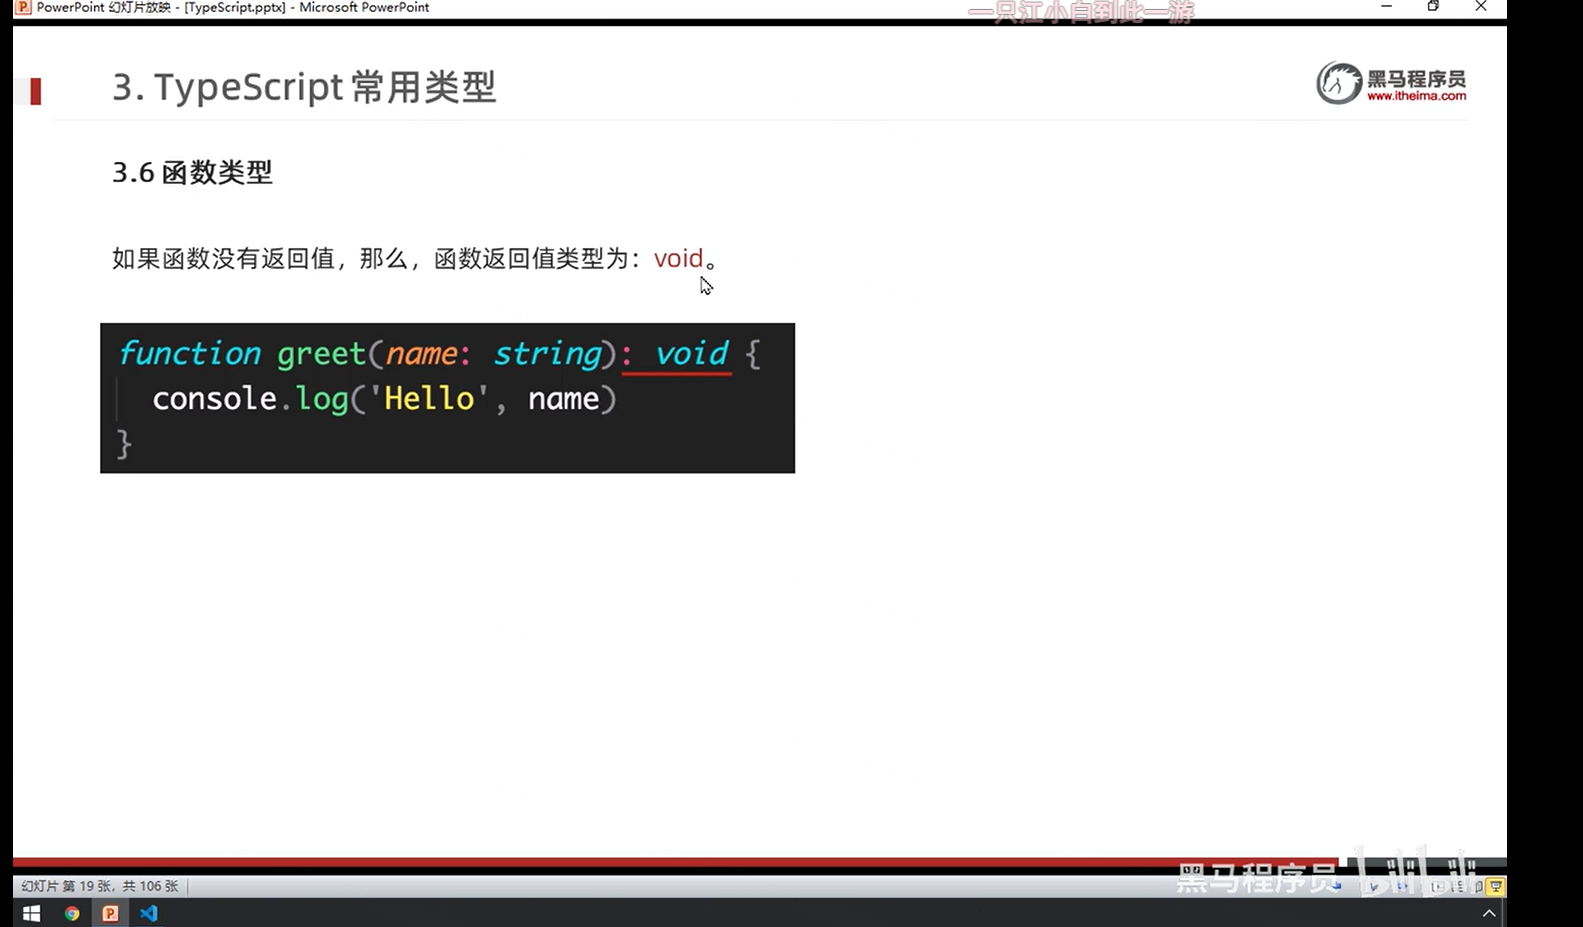 PowerPoint 幻灯片放映 - [TypeScript.pptx] - Microsoft PowerPoint
一只江小白到此一游
3. TypeScript 常用类型
黑马程序员
www.itheima.com
3.6 函数类型
如果函数没有返回值，那么，函数返回值类型为：void。
function greet(name: string): void {
console.log('Hello', name)
}
黑马程序员
bilibili
幻灯片 第 19 张，共 106 张